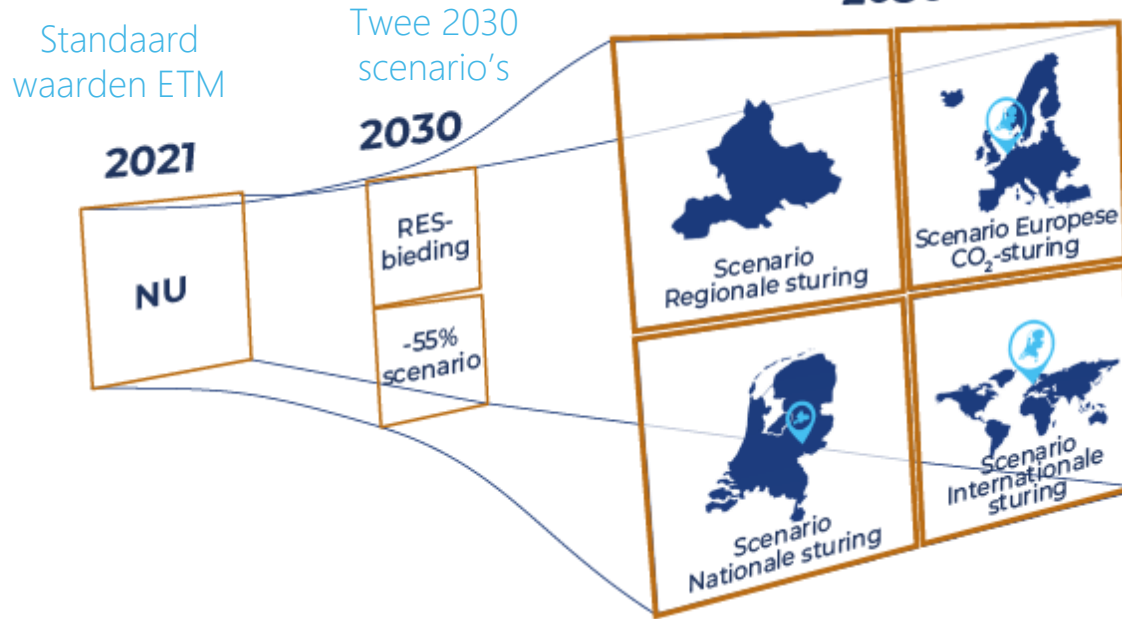 Standaard
waarden ETM
Twee 2030
scenario's
2021
2030
NU
RES-
bieding
-55%
scenario
Scenario
Regionale sturing
Scenario Europese
CO₂-sturing
Scenario
Nationale sturing
Scenario
Internationale
sturing